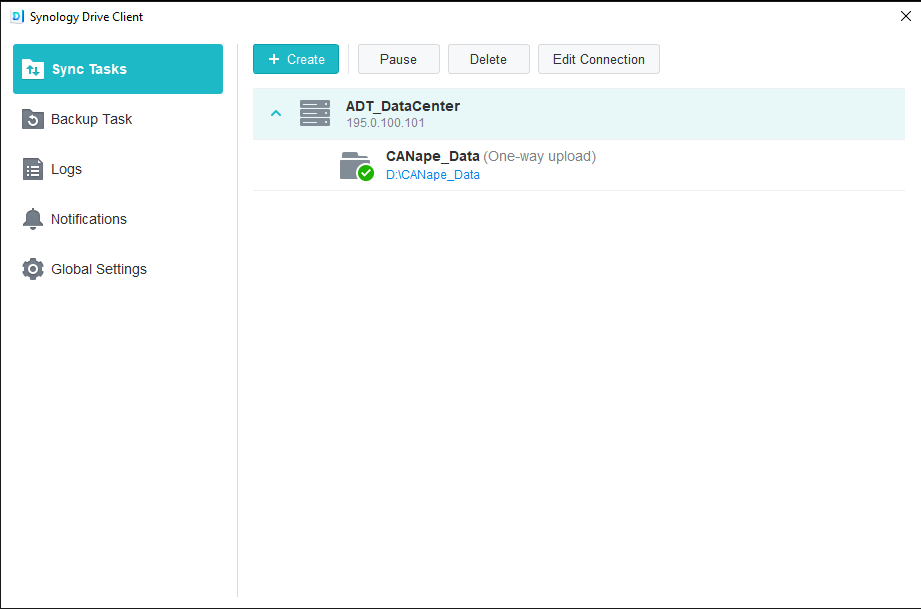 Synology Drive Client
Sync Tasks
Backup Task
Logs
Notifications
Global Settings
+ Create
Pause
Delete
Edit Connection
ADT_DataCenter
195.0.100.101
CANape_Data (One-way upload)
D:\CANape_Data